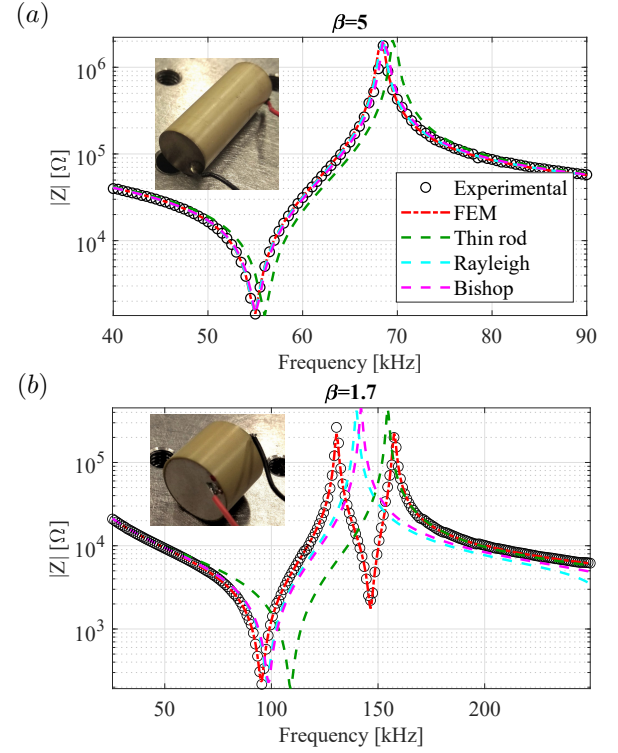 (a)
β=5
|Z| [Ω]
10^6
10^5
10^4
Experimental
FEM
Thin rod
Rayleigh
Bishop
40 50 60 70 80 90
Frequency [kHz]
(b)
β=1.7
|Z| [Ω]
10^5
10^4
10^3
50 100 150 200
Frequency [kHz]